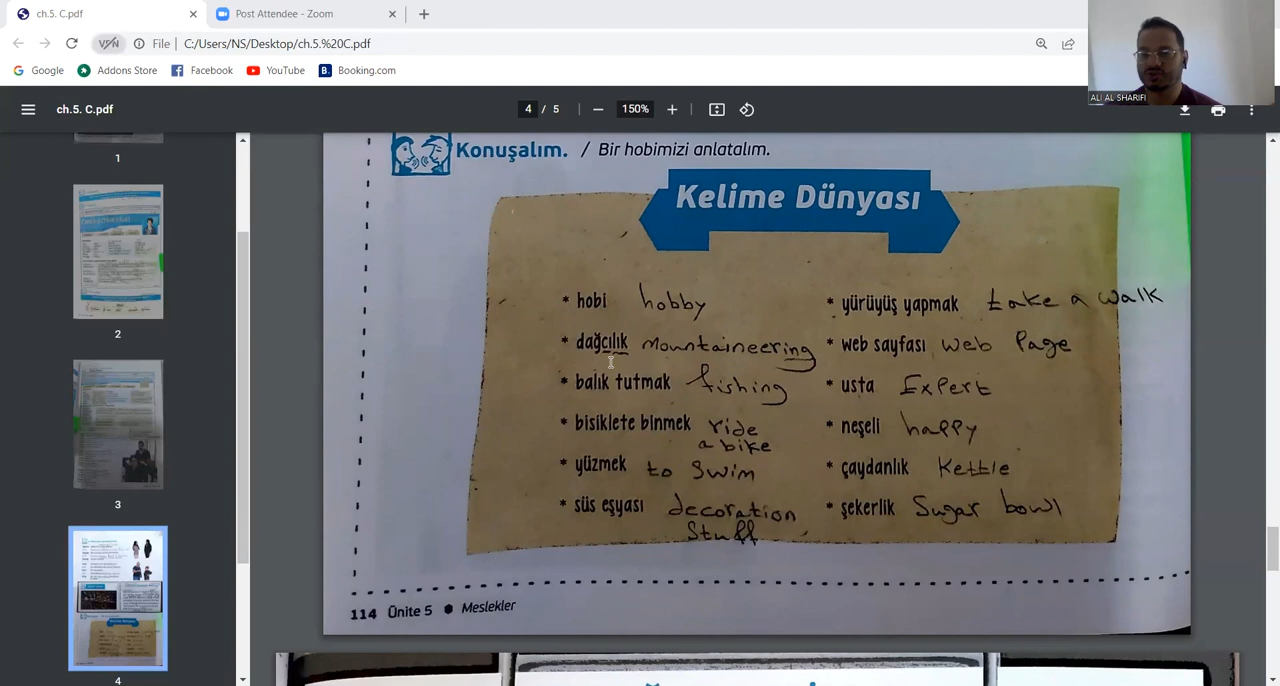 ch.5. C.pdf
Post Attendee - Zoom
VPN
File
C:/Users/NS/Desktop/ch.5.%20C.pdf
Google
Addons Store
Facebook
YouTube
B.
Booking.com
ALI AL SHARIFI
ch.5. C.pdf
4 / 5
150%
1
2
3
4
Konuşalım. / Bir hobimizi anlatalım.
Kelime Dünyası
* hobi hobby
* dağcılık mountaineering
* balık tutmak fishing
* bisiklete binmek ride
a bike
* yüzmek to swim
* süs eşyası decoration
stuff
* yürüyüş yapmak take a walk
* web sayfası web Page
* usta Expert
* neşeli happy
* çaydanlık Kettle
* şekerlik Sugar bowl
114 Ünite 5 Meslekler